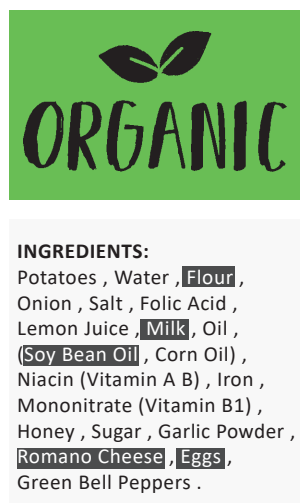 ORGANIC
INGREDIENTS:
Potatoes , Water , Flour ,
Onion , Salt , Folic Acid ,
Lemon Juice , Milk , Oil ,
(Soy Bean Oil , Corn Oil) ,
Niacin (Vitamin A B) , Iron ,
Mononitrate (Vitamin B1) ,
Honey , Sugar , Garlic Powder ,
Romano Cheese , Eggs ,
Green Bell Peppers .